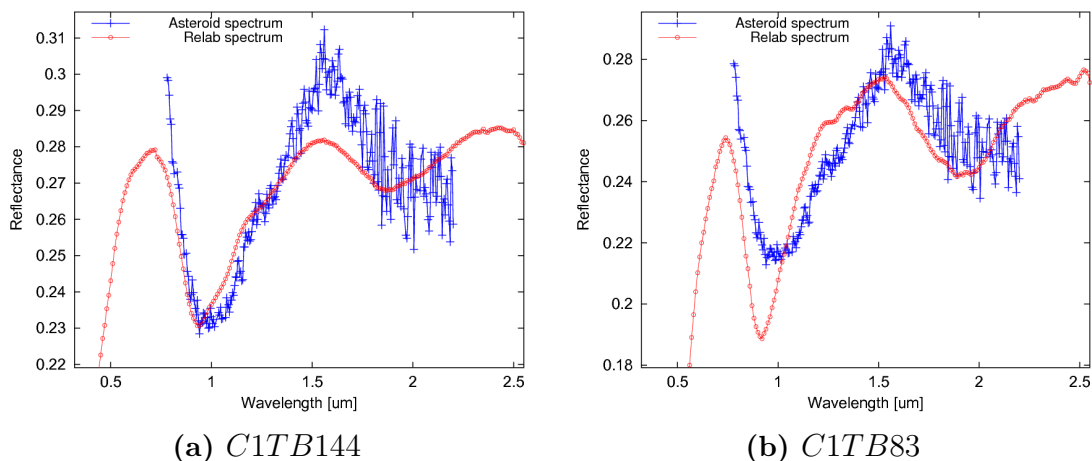 Asteroid spectrum
Relab spectrum
0.31
0.3
0.29
0.28
0.27
0.26
0.25
0.24
0.23
0.22
Reflectance
0.5 1 1.5 2 2.5
Wavelength [um]
(a) C1TB144
Asteroid spectrum
Relab spectrum
0.28
0.26
0.24
0.22
0.2
0.18
Reflectance
0.5 1 1.5 2 2.5
Wavelength [um]
(b) C1TB83